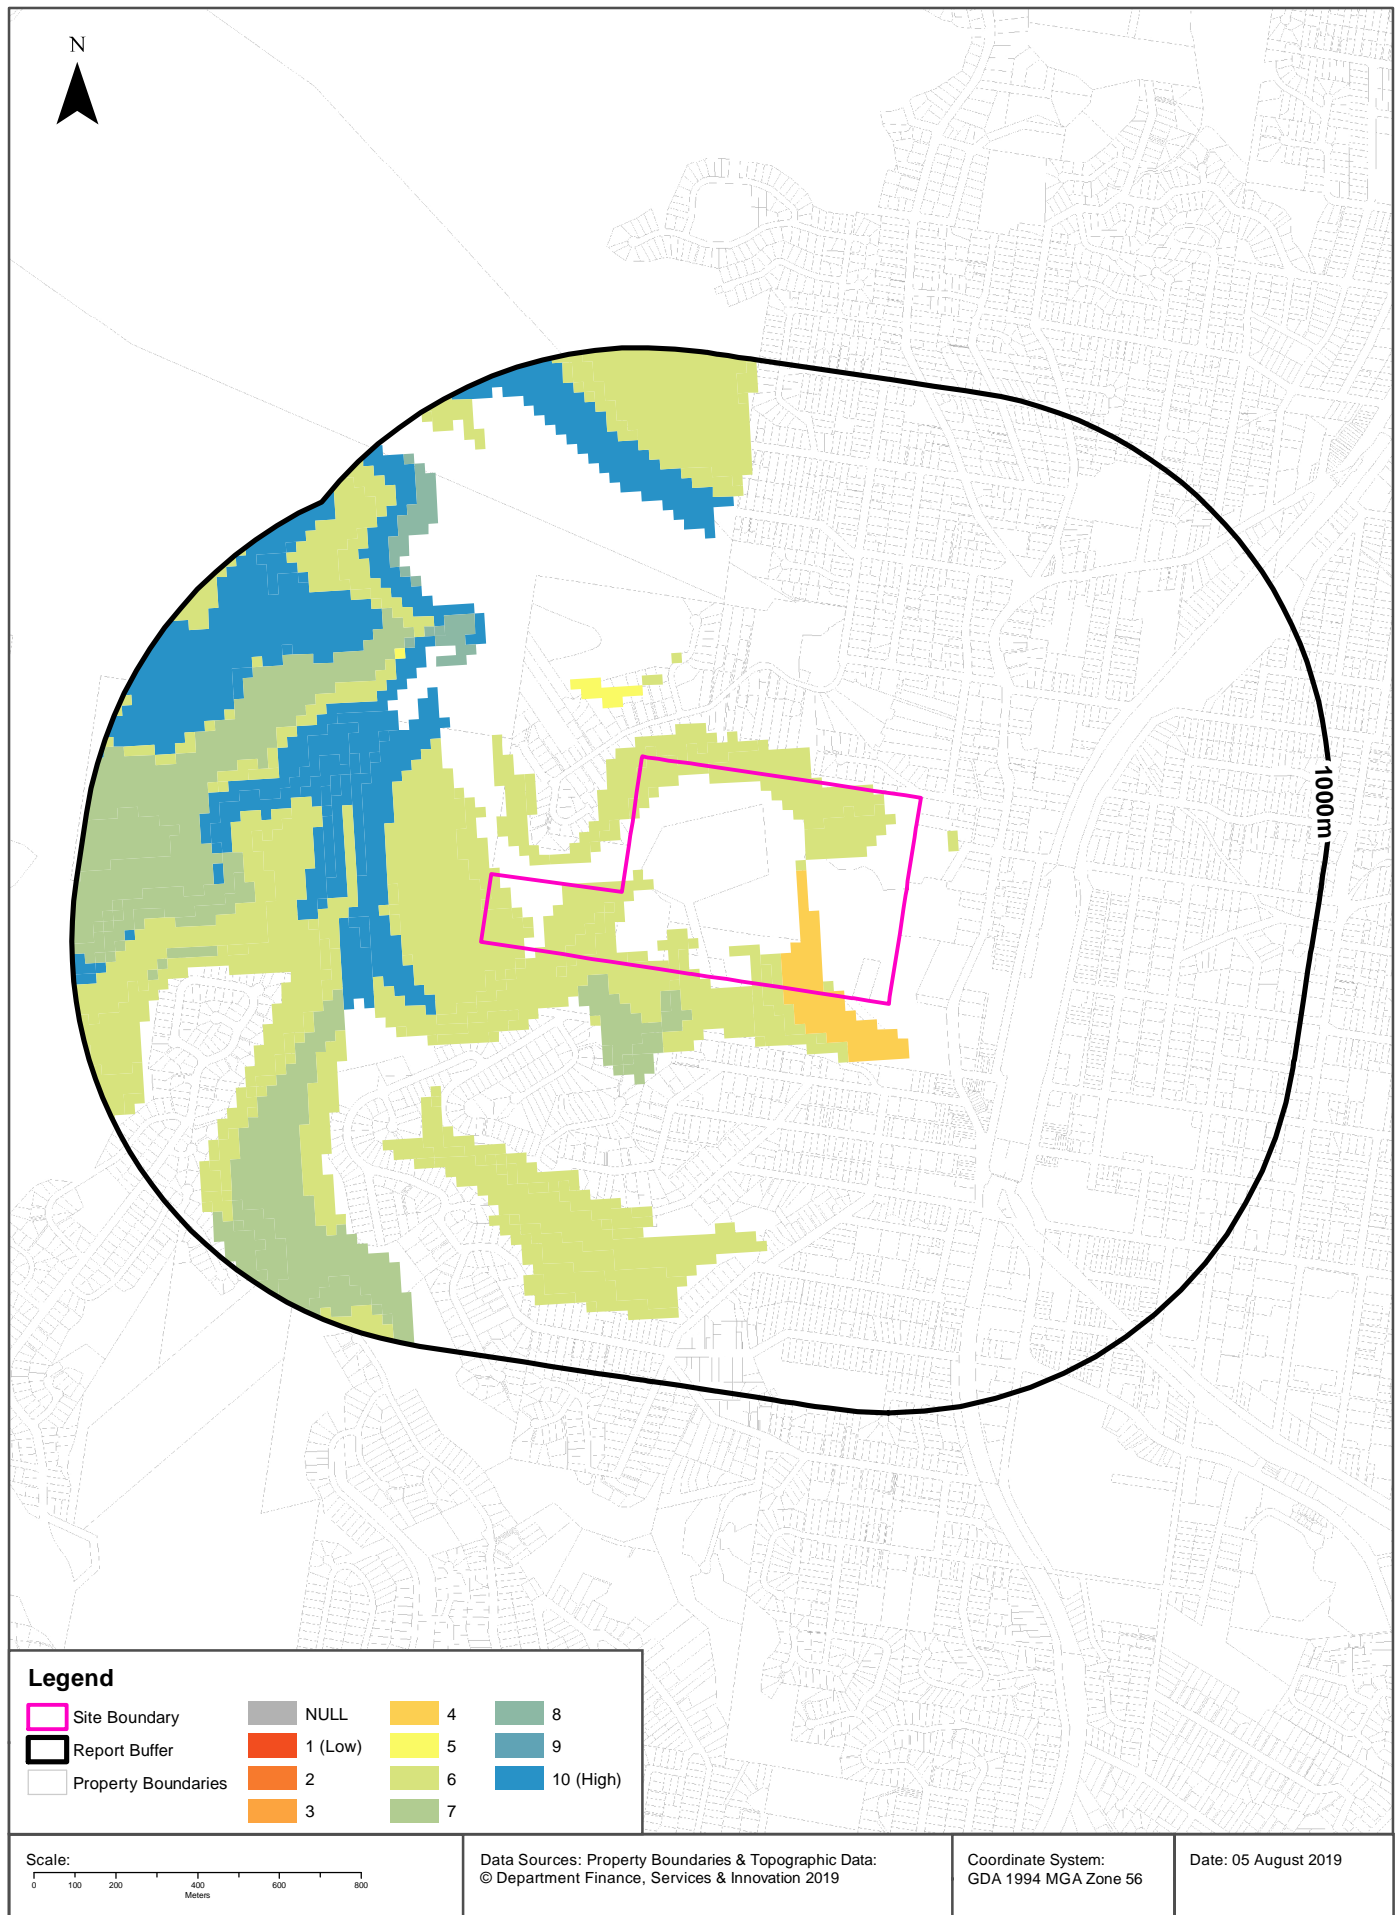 N
1000m
Legend
Site Boundary
Report Buffer
Property Boundaries
NULL
1 (Low)
2
3
4
5
6
7
8
9
10 (High)
Scale:
0 100 200 400 600 800
Meters
Data Sources: Property Boundaries & Topographic Data:
© Department Finance, Services & Innovation 2019
Coordinate System:
GDA 1994 MGA Zone 56
Date: 05 August 2019